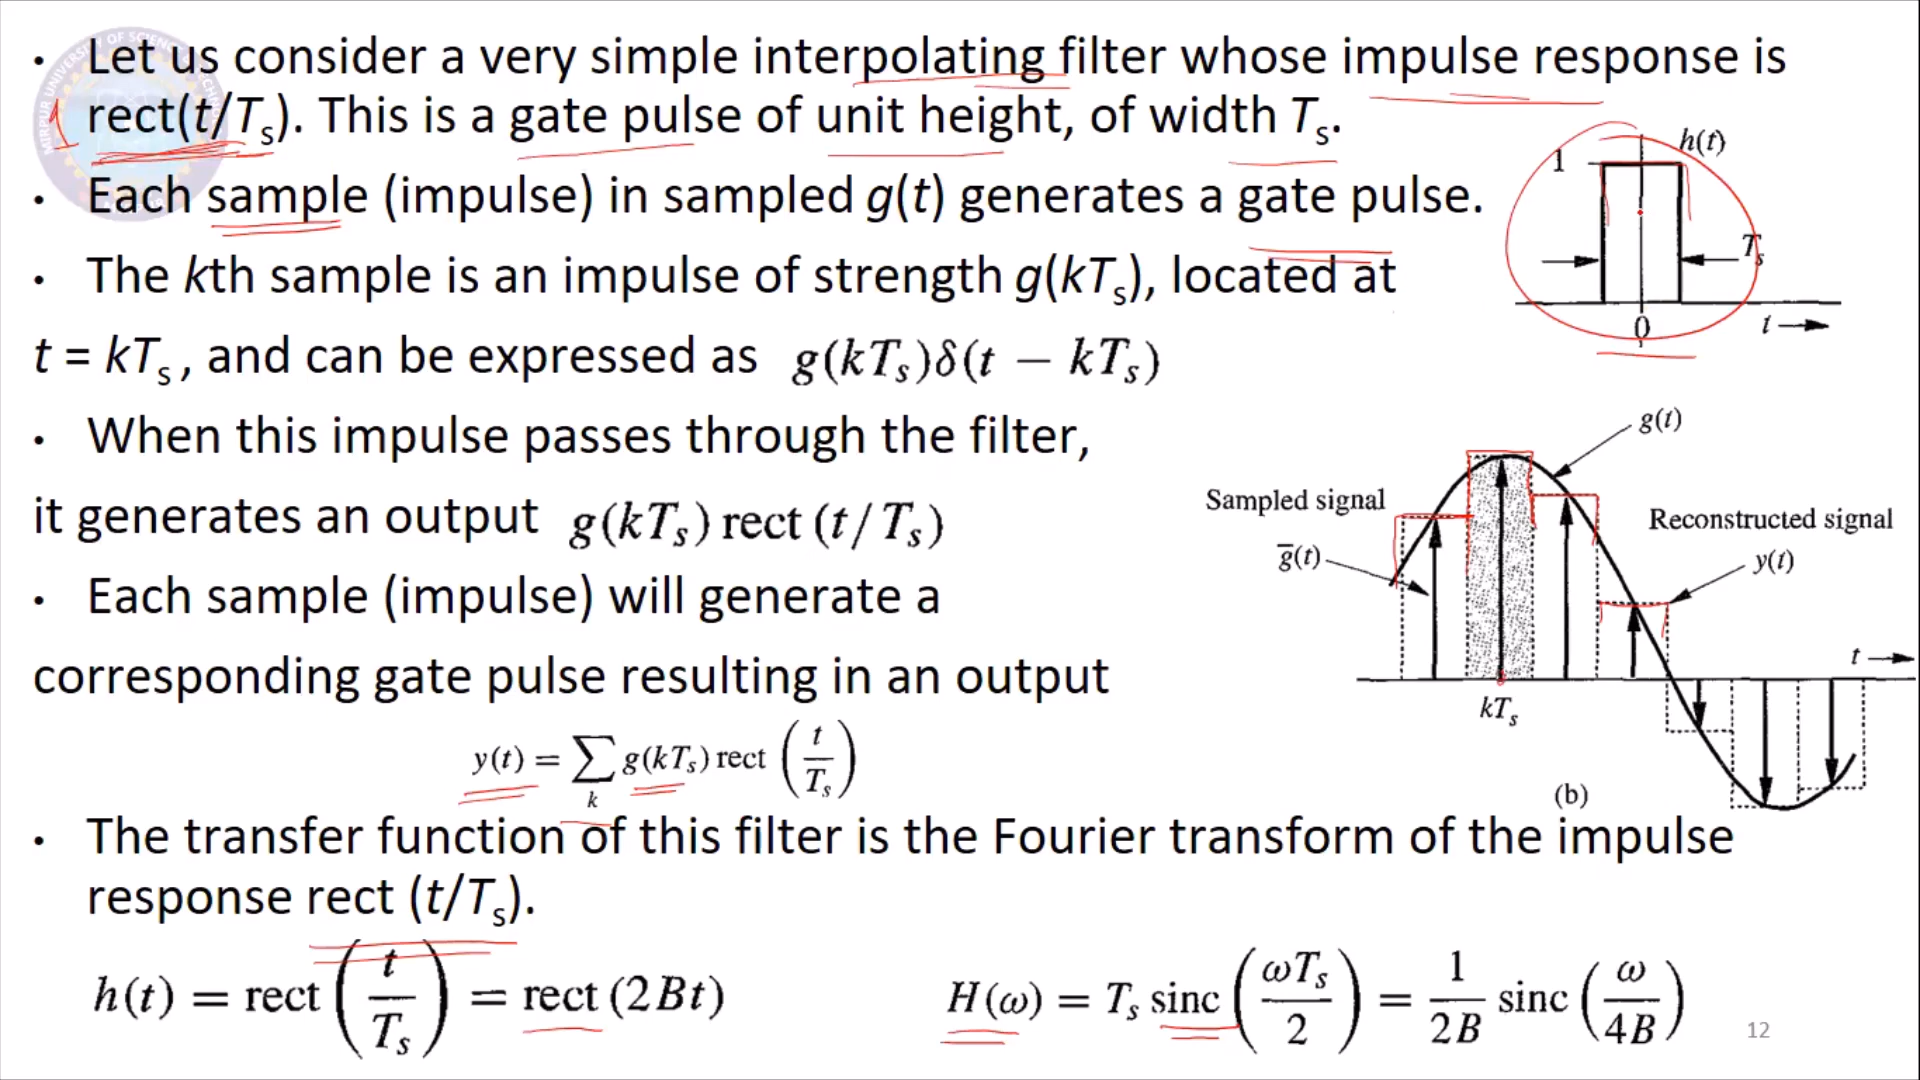 • Let us consider a very simple interpolating filter whose impulse response is
rect(t/Ts). This is a gate pulse of unit height, of width Ts.
• Each sample (impulse) in sampled g(t) generates a gate pulse.
• The kth sample is an impulse of strength g(kTs), located at
t = kTs , and can be expressed as g(kTs)δ(t − kTs)
• When this impulse passes through the filter,
it generates an output g(kTs) rect (t/Ts)
• Each sample (impulse) will generate a
corresponding gate pulse resulting in an output
y(t) = ∑k g(kTs) rect (t/Ts)
• The transfer function of this filter is the Fourier transform of the impulse
response rect (t/Ts).
h(t) = rect (t/Ts) = rect (2Bt)
H(ω) = Ts sinc (ωTs/2) = 1/2B sinc (ω/4B)
12
h(t)
1
Ts
0
t
g(t)
Sampled signal
g̅(t)
Reconstructed signal
y(t)
t
kTs
(b)
MIRPUR UNIVERSITY OF SCIENCE